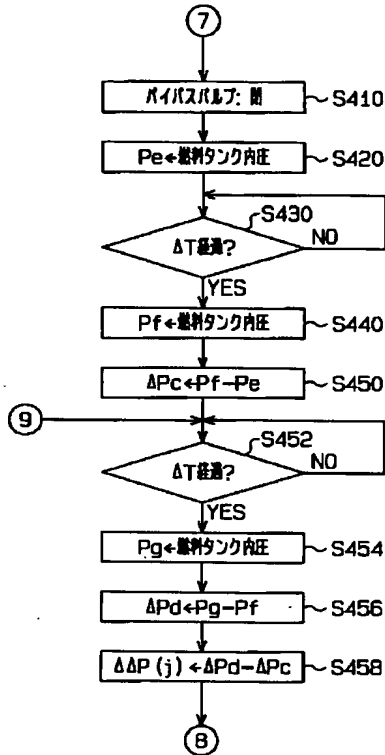 7
バイパスバルブ: 閉 S410
Pe←燃料タンク内圧 S420
S430
ΔT経過?
NO
YES
Pf←燃料タンク内圧 S440
ΔPc←Pf-Pe S450
9
S452
ΔT経過?
NO
YES
Pg←燃料タンク内圧 S454
ΔPd←Pg-Pf S456
ΔΔP(j)←ΔPd-ΔPc S458
8